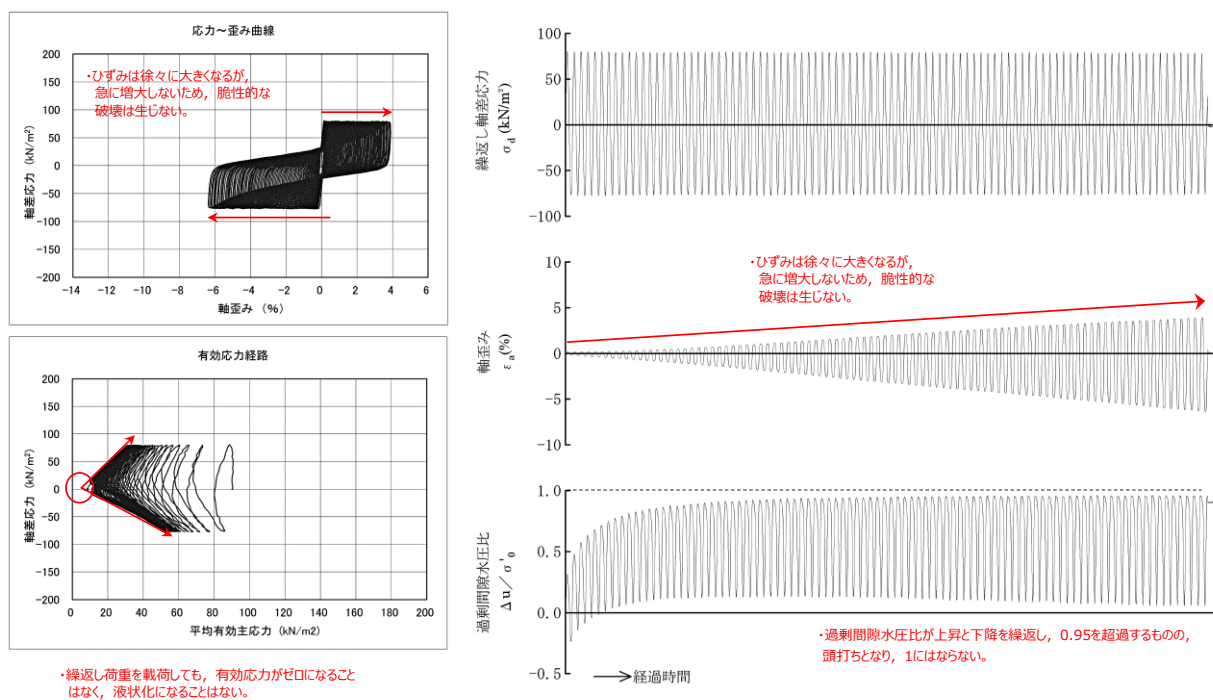 応力～歪み曲線
200
150
100
50
0
-50
-100
-150
-200
軸差応力 (kN/m²)
-14 -12 -10 -8 -6 -4 -2 0 2 4 6
軸歪み (%)
・ひずみは徐々に大きくなるが,
急に増大しないため, 脆性的な
破壊は生じない。
有効応力経路
200
150
100
50
0
-50
-100
-150
-200
軸差応力 (kN/m²)
0 20 40 60 80 100 120 140 160 180 200
平均有効主応力 (kN/m2)
・繰返し荷重を載荷しても, 有効応力がゼロになること
はなく, 液状化になることはない。
100
50
0
-50
-100
繰返し軸差応力
σd (kN/m²)
10
5
0
-5
-10
軸歪み
εa (%)
・ひずみは徐々に大きくなるが,
急に増大しないため, 脆性的な
破壊は生じない。
1.0
0.5
0.0
-0.5
過剰間隙水圧比
Δu／σ'0
・過剰間隙水圧比が上昇と下降を繰返し, 0.95を超過するものの,
頭打ちとなり, 1にはならない。
経過時間